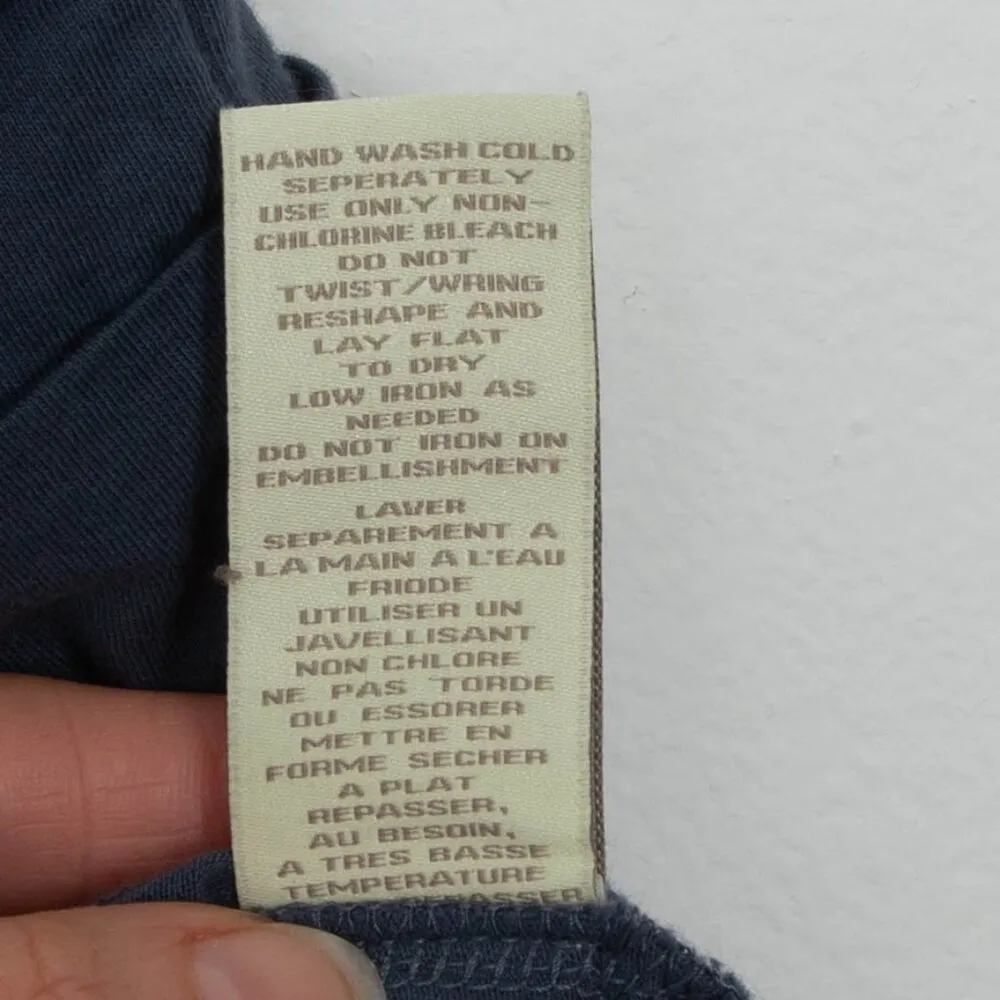 HAND WASH COLD
SEPERATELY
USE ONLY NON-
CHLORINE BLEACH
DO NOT
TWIST/WRING
RESHAPE AND
LAY FLAT
TO DRY
LOW IRON AS
NEEDED
DO NOT IRON ON
EMBELLISHMENT
LAVER
SEPAREMENT A
LA MAIN A L'EAU
FRIODE
UTILISER UN
JAVELLISANT
NON CHLORE
NE PAS TORDE
OU ESSORER
METTRE EN
FORME SECHER
A PLAT
REPASSER,
AU BESOIN,
A TRES BASSE
TEMPERATURE